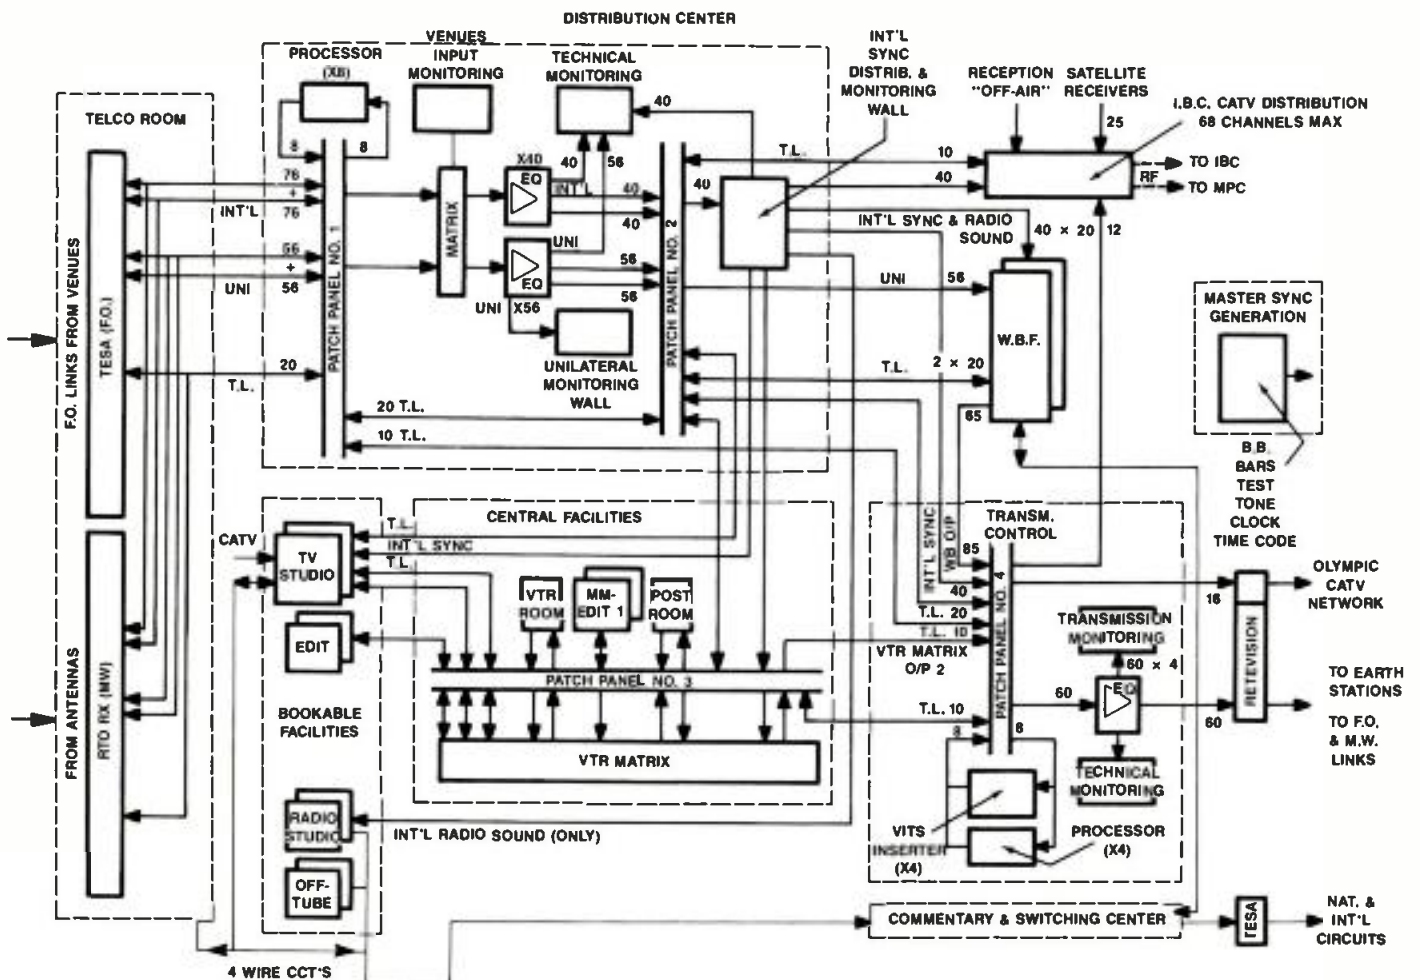 DISTRIBUTION CENTER
VENUES
INPUT
MONITORING
PROCESSOR
(X8)
TECHNICAL
MONITORING
INT'L
SYNC
DISTRIB. &
MONITORING
WALL
RECEPTION
"OFF-AIR"
SATELLITE
RECEIVERS
25
I.B.C. CATV DISTRIBUTION
68 CHANNELS MAX
TO IBC
RF
TO MPC
TELCO ROOM
F.O. LINKS FROM VENUES
TESA (F.O.)
FROM ANTENNAS
RTO RX (MW)
8
8
76
+
76
INT'L
56
+
56
UNI
20
T.L.
PATCH PANEL NO. 1
MATRIX
X40
EQ
40
56
INT'L
40
40
UNI
EQ
56
56
UNI X56
UNILATERAL
MONITORING
WALL
PATCH PANEL NO. 2
40
40
T.L.
10
40
INT'L SYNC & RADIO
SOUND
40 × 20
12
UNI
56
W.B.F.
2 × 20
T.L.
65
20 T.L.
10 T.L.
MASTER SYNC
GENERATION
B.B.
BARS
TEST
TONE
CLOCK
TIME CODE
CENTRAL FACILITIES
CATV
TV
STUDIO
T.L.
INT'L SYNC
T.L.
EDIT
BOOKABLE
FACILITIES
VTR
ROOM
MM-
EDIT 1
POST
ROOM
PATCH PANEL NO. 3
VTR MATRIX
RADIO
STUDIO
INT'L RADIO SOUND (ONLY)
OFF-
TUBE
4 WIRE CCT'S
TRANSM.
CONTROL
INT'L SYNC
WB O/P
85
40
T.L. 20
T.L. 10
VTR MATRIX
O/P 2
T.L. 10
PATCH PANEL NO. 4
8
8
60
TRANSMISSION
MONITORING
60 × 4
EQ
TECHNICAL
MONITORING
VITS
INSERTER
(X4)
PROCESSOR
(X4)
16
60
RETEVISION
OLYMPIC
CATV
NETWORK
TO EARTH
STATIONS
TO F.O.
& M.W.
LINKS
COMMENTARY & SWITCHING CENTER
TESA
NAT. &
INT'L
CIRCUITS